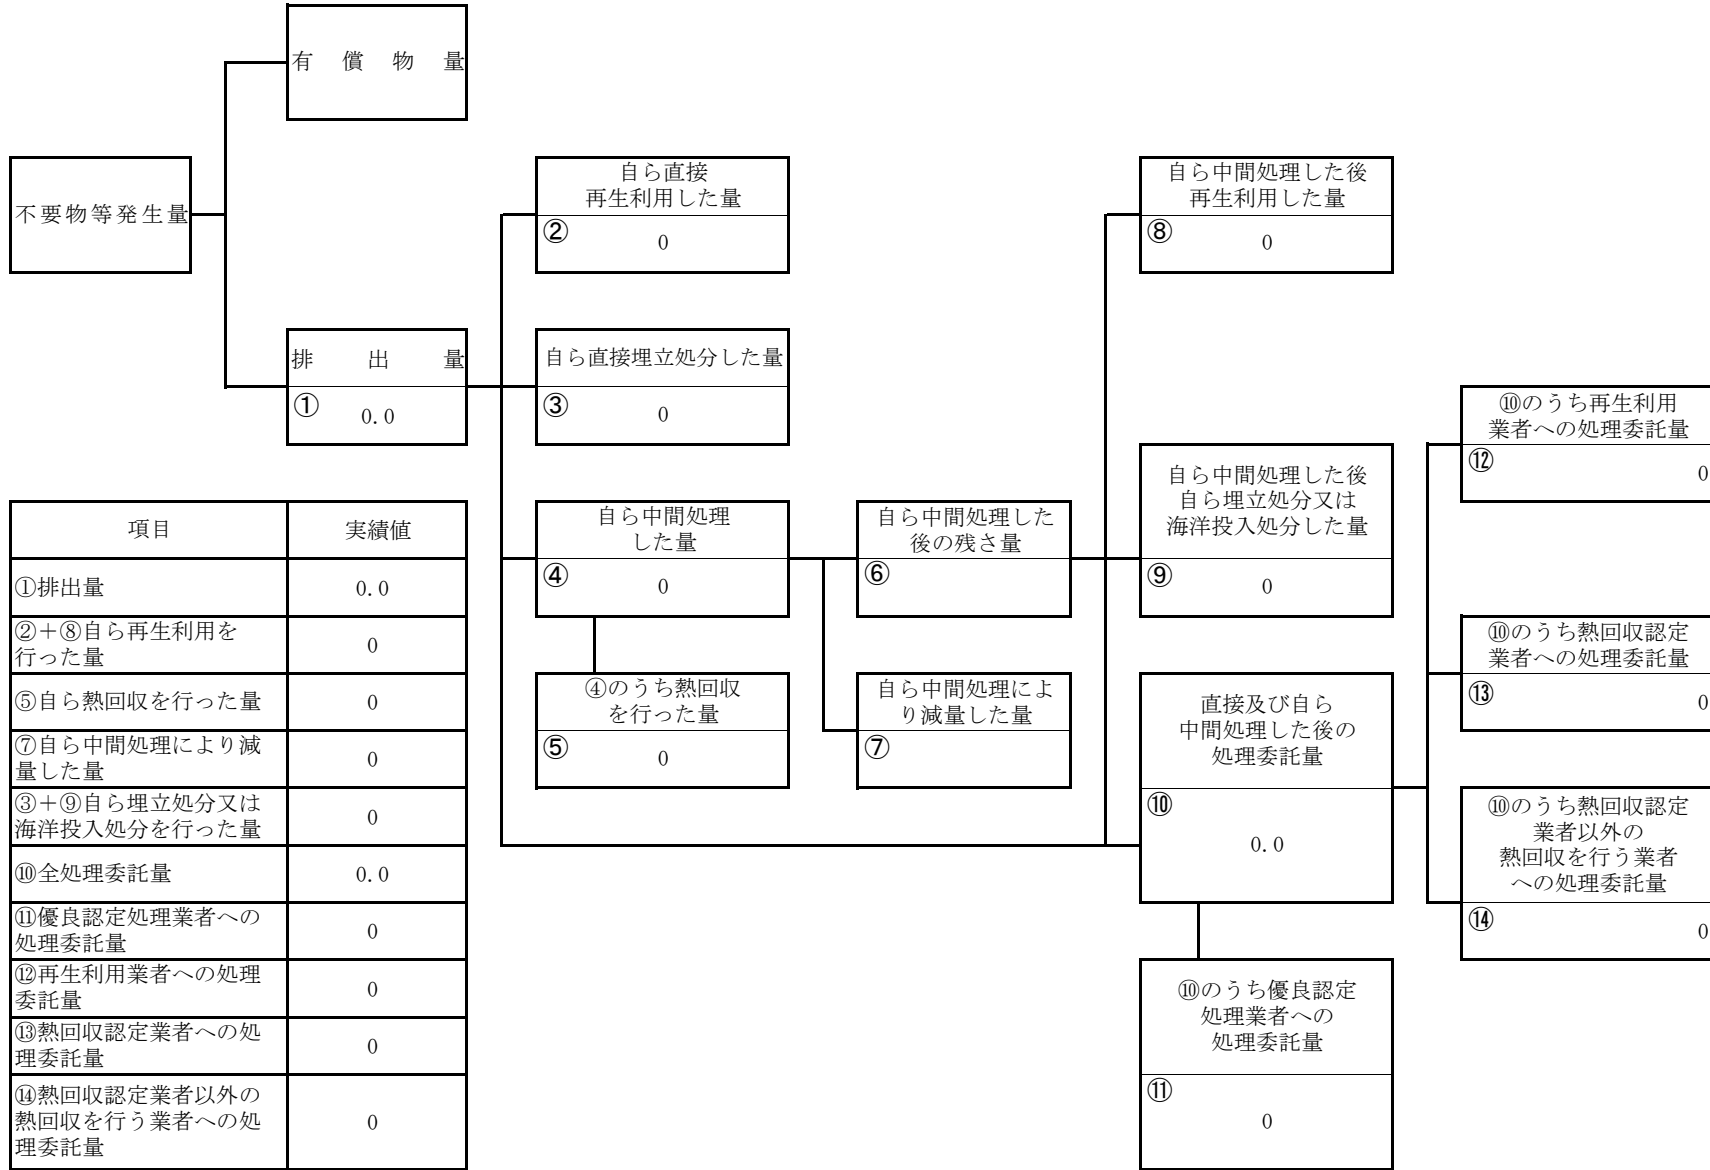 有償物量
不要物等発生量
排出量
①
0.0
自ら直接
再生利用した量
②
0
自ら直接埋立処分した量
③
0
自ら中間処理
した量
④
0
④のうち熱回収
を行った量
⑤
0
自ら中間処理した
後の残さ量
⑥
自ら中間処理によ
り減量した量
⑦
自ら中間処理した後
再生利用した量
⑧
0
自ら中間処理した後
自ら埋立処分又は
海洋投入処分した量
⑨
0
直接及び自ら
中間処理した後の
処理委託量
⑩
0.0
⑩のうち優良認定
処理業者への
処理委託量
⑪
0
⑩のうち再生利用
業者への処理委託量
⑫
0
⑩のうち熱回収認定
業者への処理委託量
⑬
0
⑩のうち熱回収認定
業者以外の
熱回収を行う業者
への処理委託量
⑭
0
項目 実績値
①排出量 0.0
②+⑧自ら再生利用を
行った量 0
⑤自ら熱回収を行った量 0
⑦自ら中間処理により減
量した量 0
③+⑨自ら埋立処分又は
海洋投入処分を行った量 0
⑩全処理委託量 0.0
⑪優良認定処理業者への
処理委託量 0
⑫再生利用業者への処理
委託量 0
⑬熱回収認定業者への処
理委託量 0
⑭熱回収認定業者以外の
熱回収を行う業者への処
理委託量 0